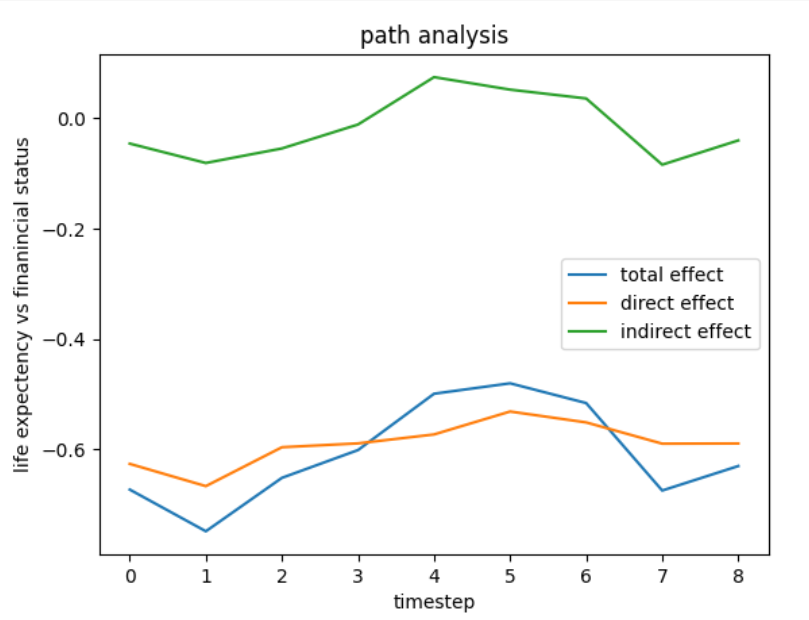 path analysis
life expectency vs finanincial status
0.0
−0.2
−0.4
−0.6
total effect
direct effect
indirect effect
0 1 2 3 4 5 6 7 8
timestep